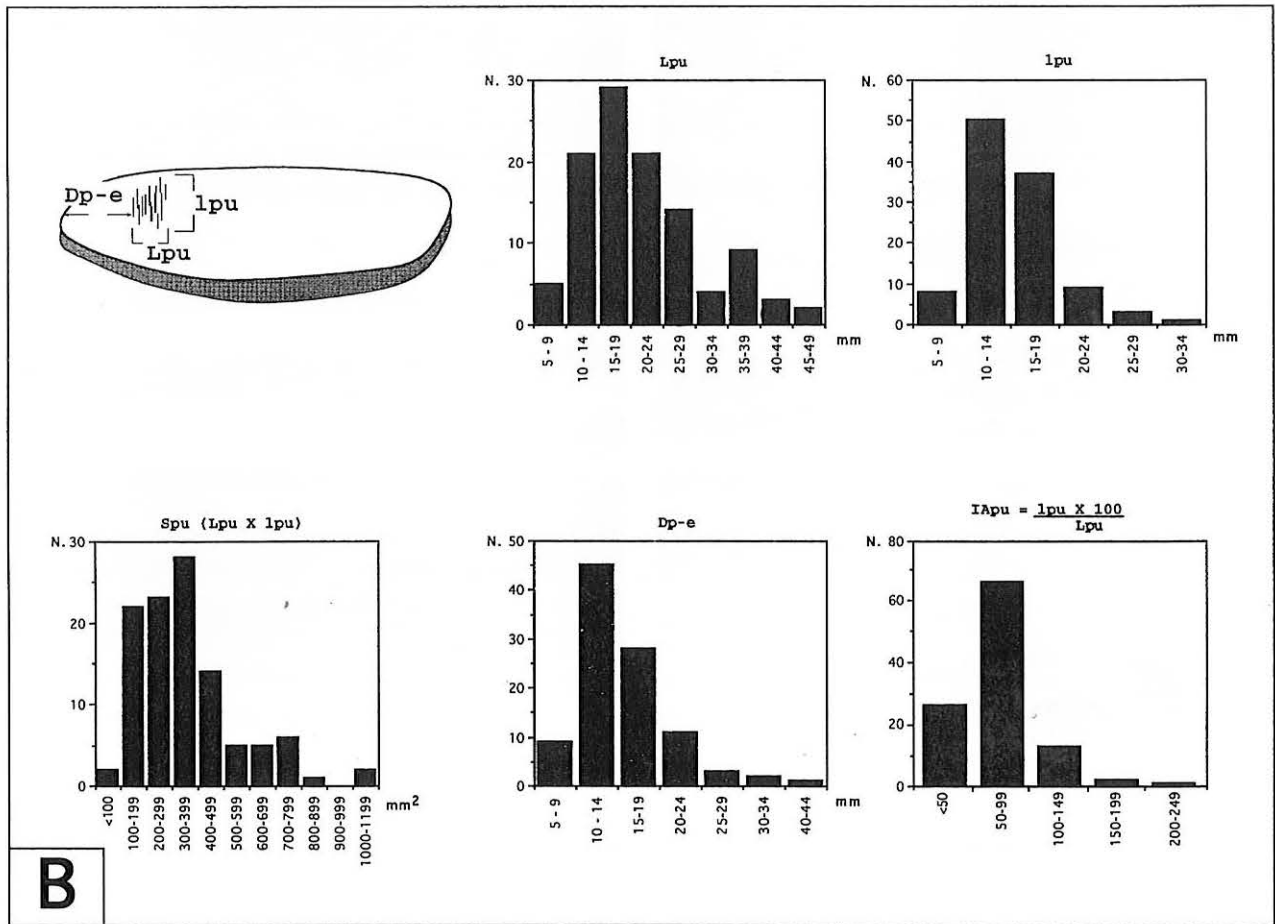 Dp-e
lpu
Lpu
Lpu
N. 30
20
10
0
5 - 9
10 - 14
15-19
20-24
25-29
30-34
35-39
40-44
45-49
mm
lpu
N. 60
50
40
30
20
10
0
5 - 9
10 - 14
15-19
20-24
25-29
30-34
mm
Spu (Lpu X lpu)
N. 30
20
10
0
<100
100-199
200-299
300-399
400-499
500-599
600-699
700-799
800-899
900-999
1000-1199
mm²
Dp-e
N. 50
40
30
20
10
0
5 - 9
10 - 14
15-19
20-24
25-29
30-34
40-44
mm
IApu = lpu X 100
Lpu
N. 80
60
40
20
0
<50
50-99
100-149
150-199
200-249
B